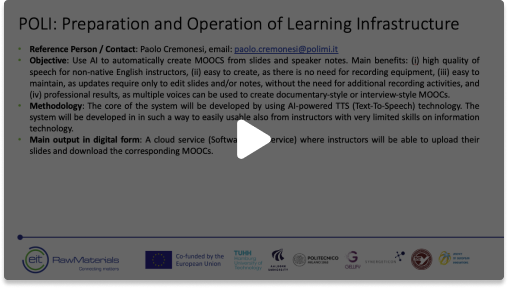 POLI: Preparation and Operation of Learning Infrastructure
• Reference Person / Contact: Paolo Cremonesi, email: paolo.cremonesi@polimi.it
• Objective: Use AI to automatically create MOOCS from slides and speaker notes. Main benefits: (i) high quality of
speech for non-native English instructors, (ii) easy to create, as there is no need for recording equipment, (iii) easy to
maintain, as updates require only to edit slides and/or notes, without the need for additional recording activities, and
(iv) professional results, as multiple voices can be used to create documentary-style or interview-style MOOCs.
• Methodology: The core of the system will be developed by using AI-powered TTS (Text-To-Speech) technology. The
system will be developed in in such a way to easily usable also from instructors with very limited skills on information
technology.
• Main output in digital form: A cloud service where instructors will be able to upload their
slides and download the corresponding MOOCs.
eit RawMaterials
Connecting matters
Co-funded by the
European Union
POLITECNICO